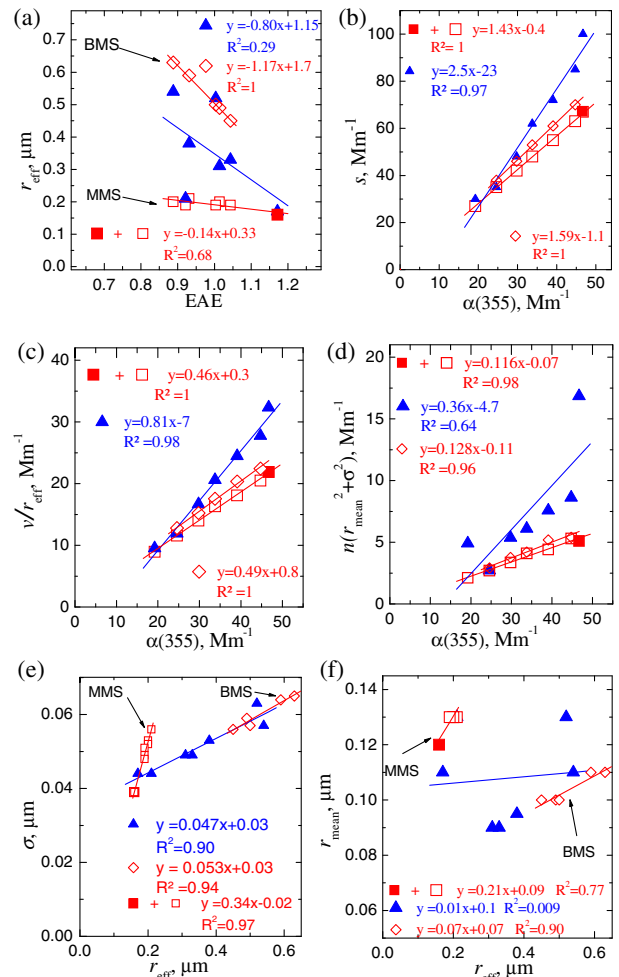 (a)
y=-0.80x+1.15
R²=0.29
BMS
y=-1.17x+1.7
R²=1
MMS
+ y=-0.14x+0.33
R²=0.68
r_eff, µm
0.7
0.6
0.5
0.4
0.3
0.2
0.1
0.0
0.7 0.8 0.9 1.0 1.1 1.2
EAE
(b)
+ y=1.43x-0.4
R²= 1
y=2.5x-23
R² =0.97
y=1.59x-1.1
R² =1
s, Mm⁻¹
100
80
60
40
20
0
0 10 20 30 40 50
α(355), Mm⁻¹
(c)
+ y=0.46x+0.3
R² =1
y=0.81x-7
R² =0.98
y=0.49x+0.8
R² =1
v/r_eff, Mm⁻¹
40
30
20
10
0
0 10 20 30 40 50
α(355), Mm⁻¹
(d)
+ y=0.116x-0.07
R² =0.98
y=0.36x-4.7
R² =0.64
y=0.128x-0.11
R² =0.96
n(r_mean²+σ²), Mm⁻¹
20
15
10
5
0
0 10 20 30 40 50
α(355), Mm⁻¹
(e)
MMS
BMS
y =0.047x+0.03
R²=0.90
y = 0.053x+0.03
R² =0.94
+ y =0.34x-0.02
R²=0.97
σ, µm
0.08
0.06
0.04
0.02
0.00
0.0 0.2 0.4 0.6
r_eff, µm
(f)
MMS
BMS
+ y=0.21x+0.09 R²=0.77
y=0.01x+0.1 R²=0.009
y=0.07x+0.07 R²=0.90
r_mean, µm
0.14
0.12
0.10
0.08
0.06
0.0 0.2 0.4 0.6
r_eff, µm